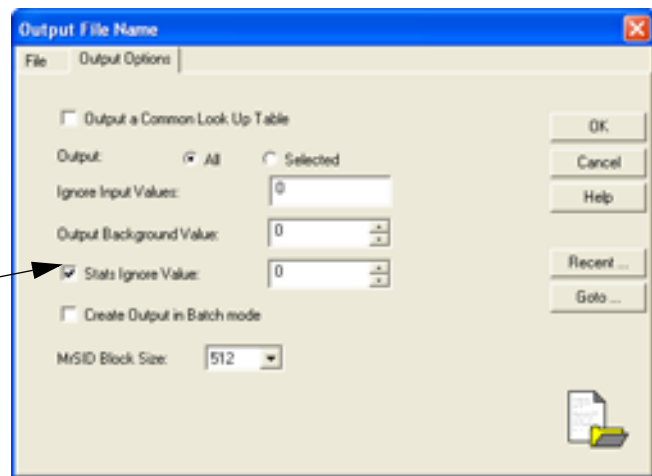 Output File Name
File Output Options
Output a Common Look Up Table
OK
Output: All Selected
Cancel
Ignore Input Values: 0
Help
Output Background Value: 0
Recent ...
Stats Ignore Value: 0
Goto ...
Create Output in Batch mode
MrSID Block Size: 512